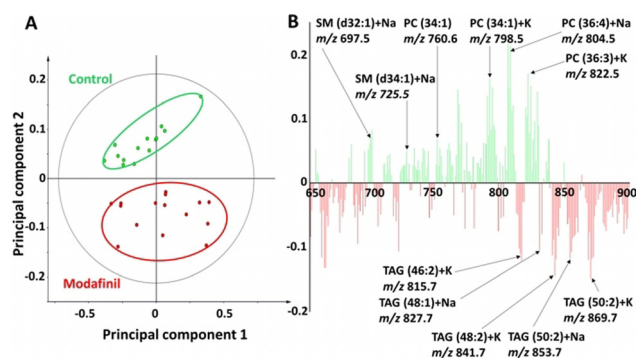 A
Control
Modafinil
Principal component 2
0.2
0.1
0
-0.1
-0.2
-0.5
0
0.5
Principal component 1
B
SM (d32:1)+Na
m/z 697.5
PC (34:1)
m/z 760.6
PC (34:1)+K
m/z 798.5
PC (36:4)+Na
m/z 804.5
PC (36:3)+K
m/z 822.5
SM (d34:1)+Na
m/z 725.5
0.2
0.1
0
-0.1
-0.2
650
700
750
800
850
900
TAG (46:2)+K
m/z 815.7
TAG (48:1)+Na
m/z 827.7
TAG (48:2)+K
m/z 841.7
TAG (50:2)+Na
m/z 853.7
TAG (50:2)+K
m/z 869.7